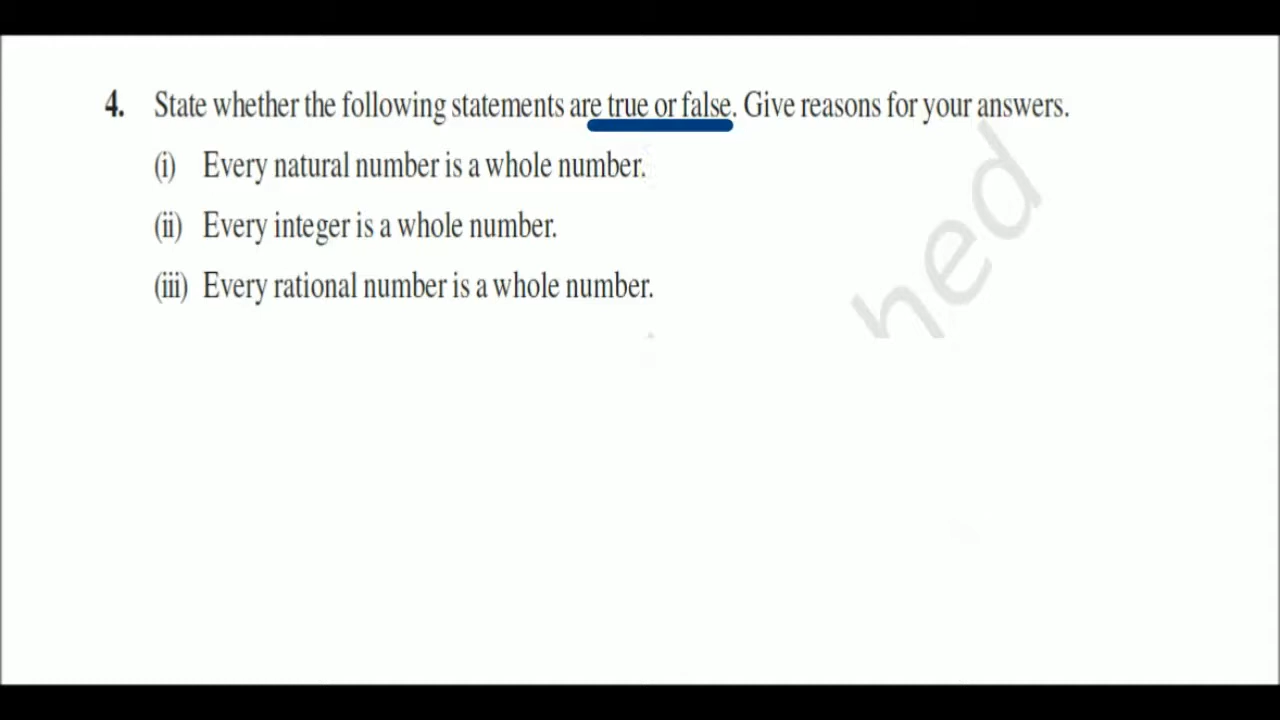 4. State whether the following statements are true or false. Give reasons for your answers.
(i) Every natural number is a whole number.
(ii) Every integer is a whole number.
(iii) Every rational number is a whole number.
hed